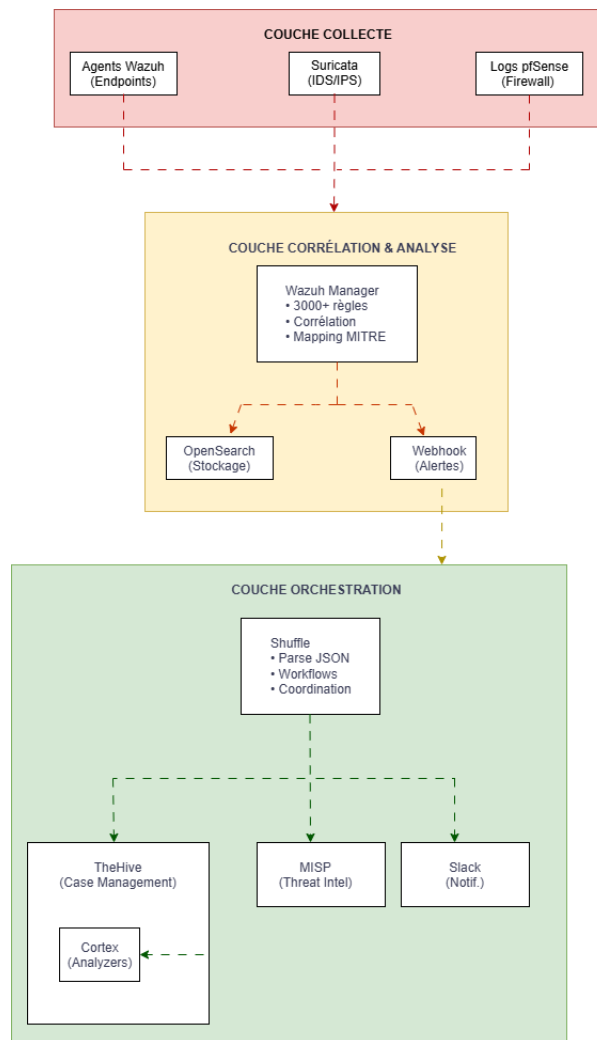 COUCHE COLLECTE
Agents Wazuh
(Endpoints)
Suricata
(IDS/IPS)
Logs pfSense
(Firewall)
COUCHE CORRÉLATION & ANALYSE
Wazuh Manager
• 3000+ règles
• Corrélation
• Mapping MITRE
OpenSearch
(Stockage)
Webhook
(Alertes)
COUCHE ORCHESTRATION
Shuffle
• Parse JSON
• Workflows
• Coordination
TheHive
(Case Management)
MISP
(Threat Intel)
Slack
(Notif.)
Cortex
(Analyzers)